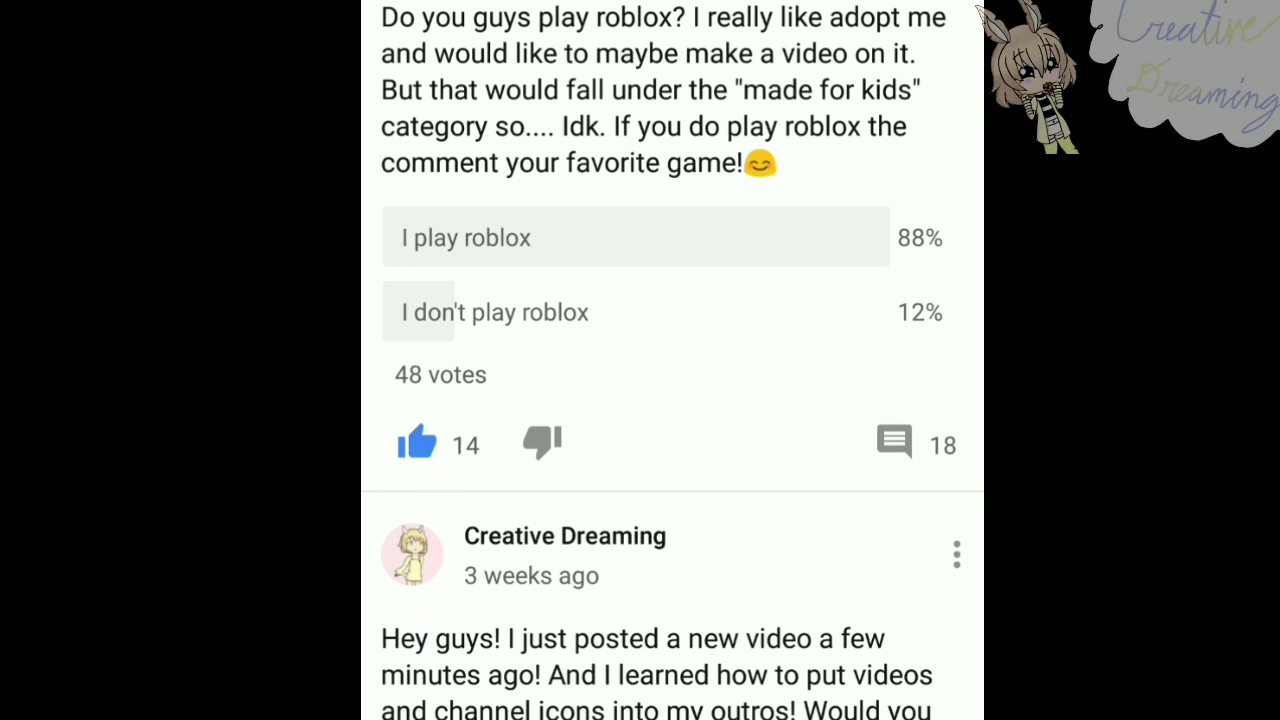 Do you guys play roblox? I really like adopt me
and would like to maybe make a video on it.
But that would fall under the "made for kids"
category so.... Idk. If you do play roblox the
comment your favorite game!😊
I play roblox
88%
I don't play roblox
12%
48 votes
14
18
Creative Dreaming
3 weeks ago
Hey guys! I just posted a new video a few
minutes ago! And I learned how to put videos
and channel icons into my outros! Would you
Creative
Dreaming